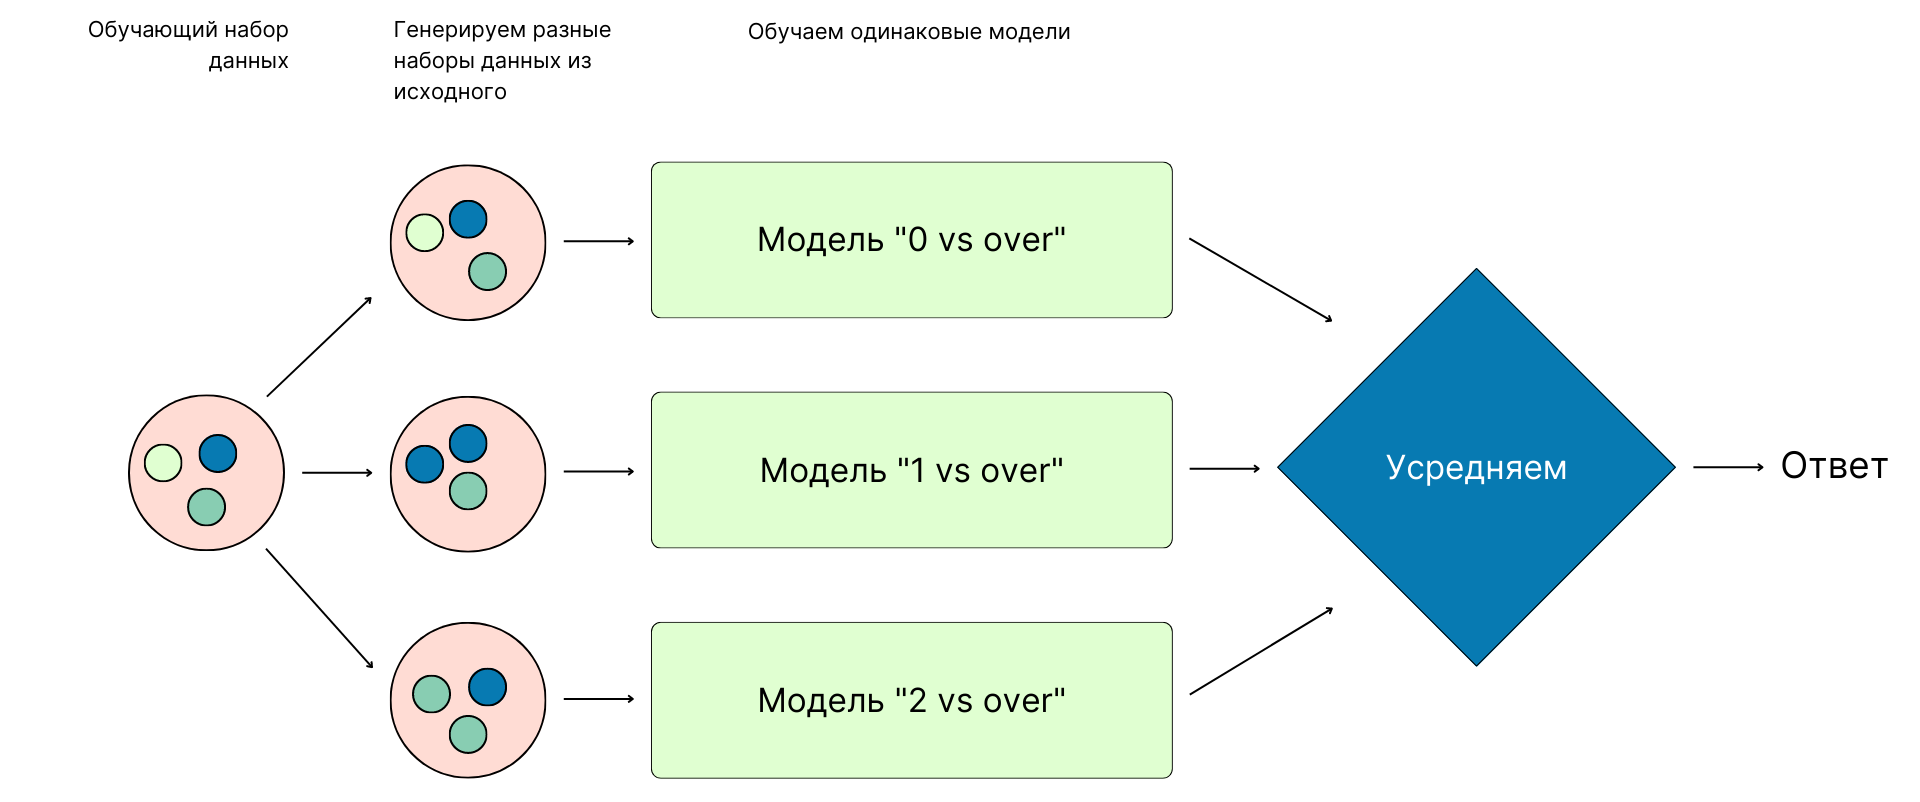 Обучающий набор
данных
Генерируем разные
наборы данных из
исходного
Обучаем одинаковые модели
Модель "0 vs over"
Модель "1 vs over"
Модель "2 vs over"
Усредняем
Ответ